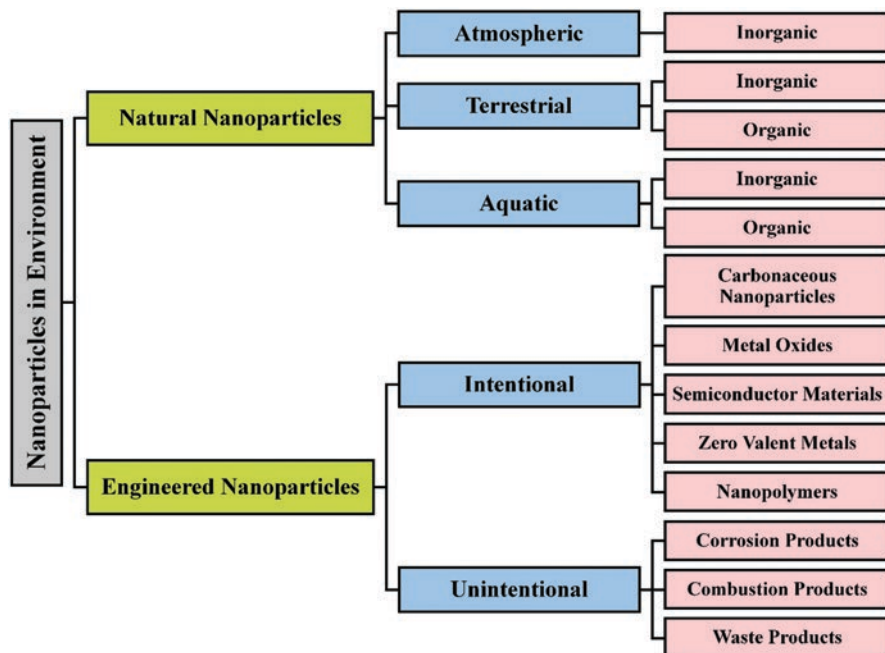 Nanoparticles in Environment
Natural Nanoparticles
Atmospheric
Inorganic
Terrestrial
Inorganic
Organic
Aquatic
Inorganic
Organic
Engineered Nanoparticles
Intentional
Carbonaceous
Nanoparticles
Metal Oxides
Semiconductor Materials
Zero Valent Metals
Nanopolymers
Unintentional
Corrosion Products
Combustion Products
Waste Products